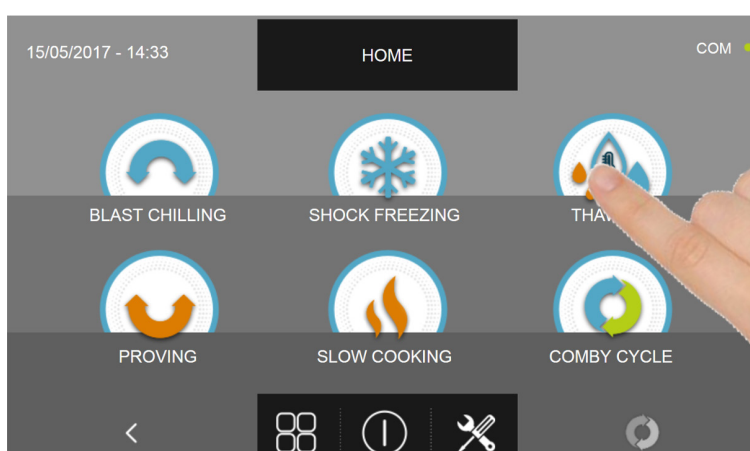 15/05/2017 - 14:33
HOME
COM
BLAST CHILLING
SHOCK FREEZING
PROVING
SLOW COOKING
COMBY CYCLE